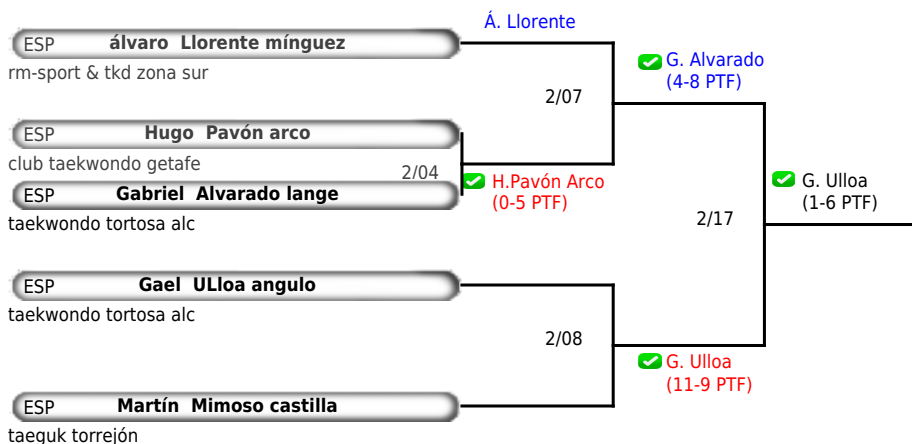 Á. Llorente
ESP álvaro Llorente mínguez
rm-sport & tkd zona sur
G. Alvarado
(4-8 PTF)
2/07
ESP Hugo Pavón arco
club taekwondo getafe
2/04
H.Pavón Arco
(0-5 PTF)
ESP Gabriel Alvarado lange
taekwondo tortosa alc
G. Ulloa
(1-6 PTF)
2/17
ESP Gael ULloa angulo
taekwondo tortosa alc
2/08
G. Ulloa
(11-9 PTF)
ESP Martín Mimoso castilla
taeguk torrejón